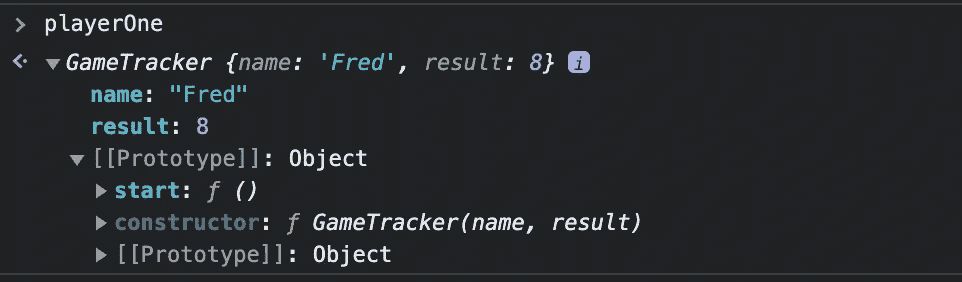 > playerOne
GameTracker {name: 'Fred', result: 8} i
name: "Fred"
result: 8
[[Prototype]]: Object
start: ƒ ()
constructor: ƒ GameTracker(name, result)
[[Prototype]]: Object